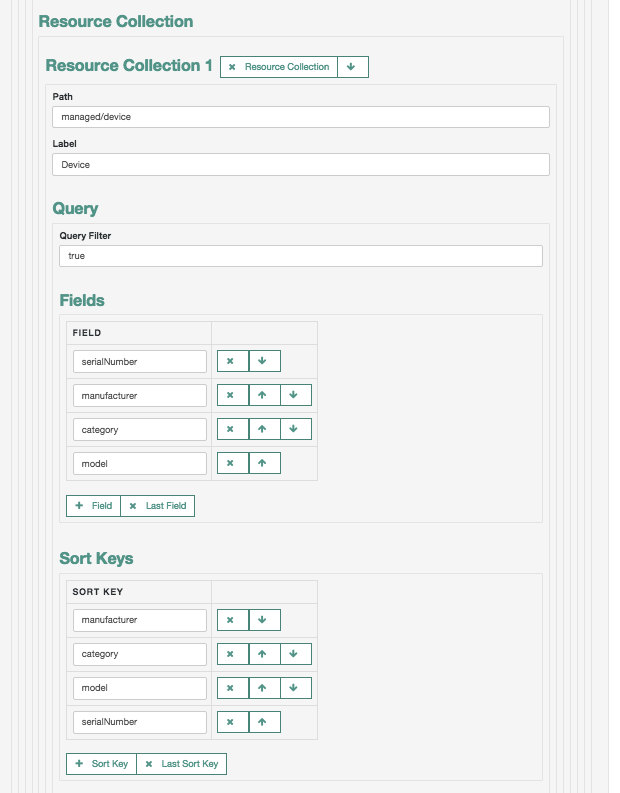 Resource Collection
Resource Collection 1 × Resource Collection ↓
Path
managed/device
Label
Device
Query
Query Filter
true
Fields
FIELD
serialNumber × ↓
manufacturer × ↑ ↓
category × ↑ ↓
model × ↑
+ Field × Last Field
Sort Keys
SORT KEY
manufacturer × ↓
category × ↑ ↓
model × ↑ ↓
serialNumber × ↑
+ Sort Key × Last Sort Key